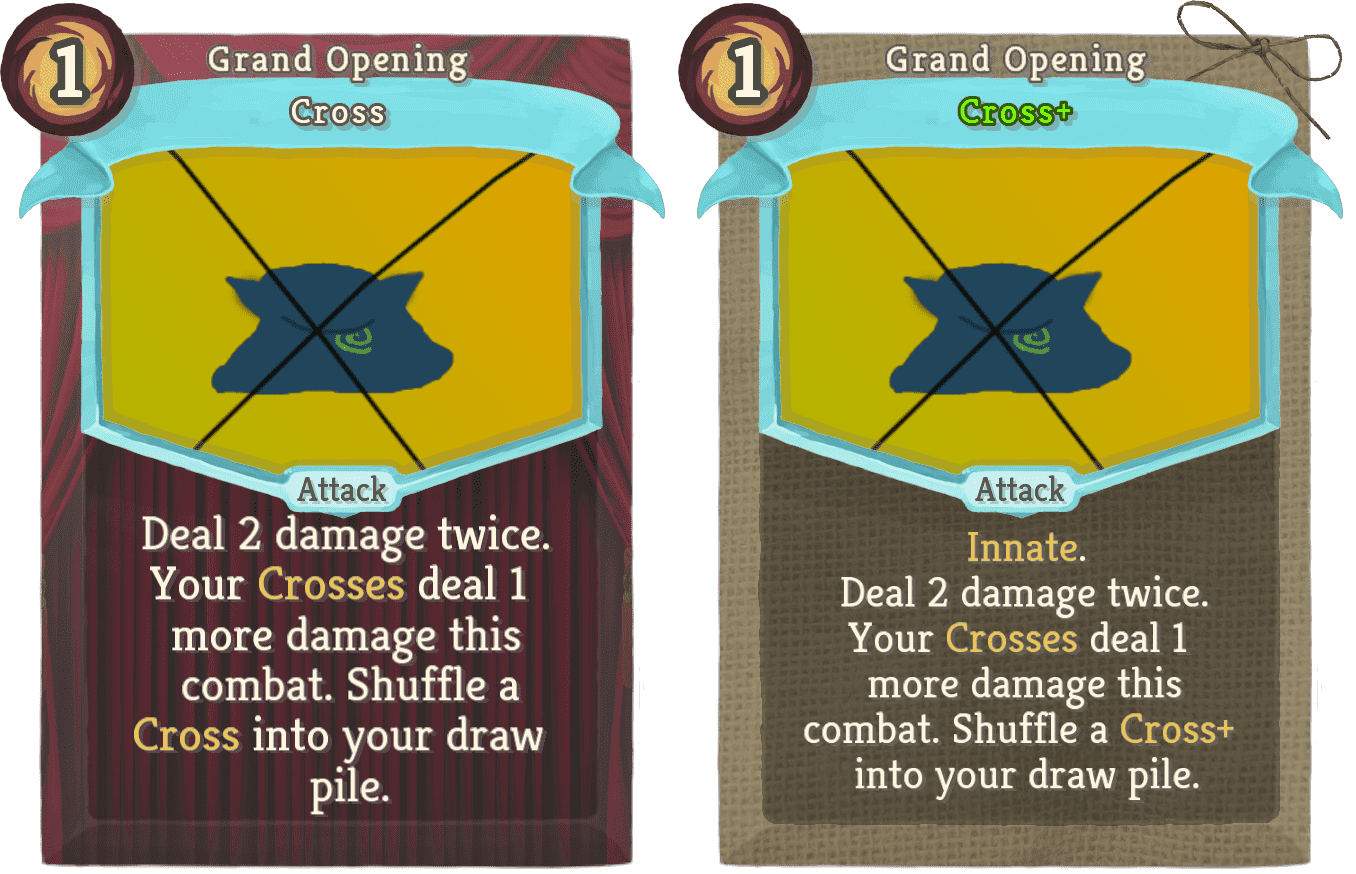 1
Grand Opening
Cross
Attack
Deal 2 damage twice.
Your Crosses deal 1
more damage this
combat. Shuffle a
Cross into your draw
pile.
1
Grand Opening
Cross+
Attack
Innate.
Deal 2 damage twice.
Your Crosses deal 1
more damage this
combat. Shuffle a Cross+
into your draw pile.